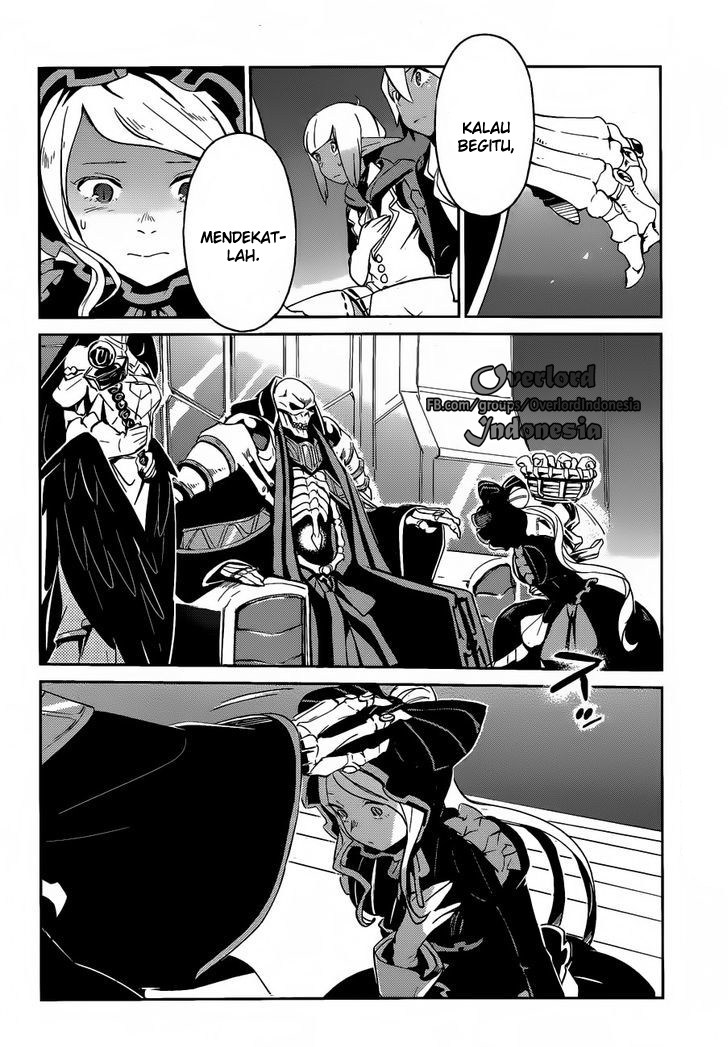 KALAU
BEGITU,
MENDEKAT-
LAH.
Overlord
FB.com/groups/OverlordIndonesia
Indonesia